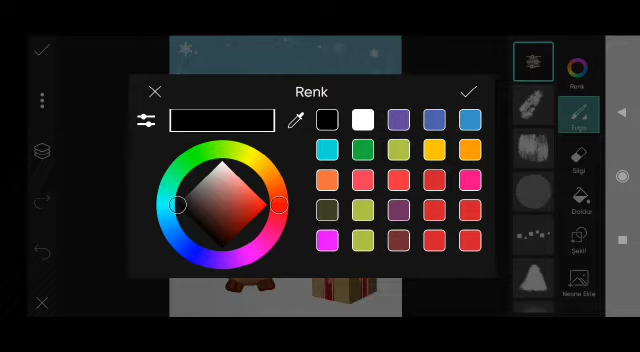 Renk
Renk
Fırça
Silgi
Doldur
Şekil
Nesne Ekle